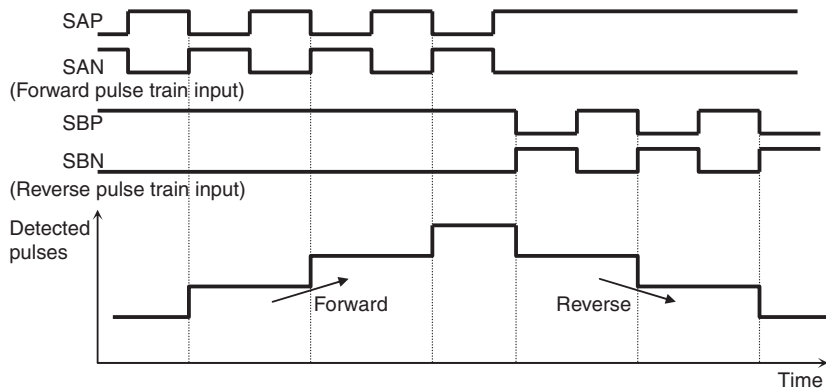 SAP
SAN
(Forward pulse train input)
SBP
SBN
(Reverse pulse train input)
Detected
pulses
Forward
Reverse
Time